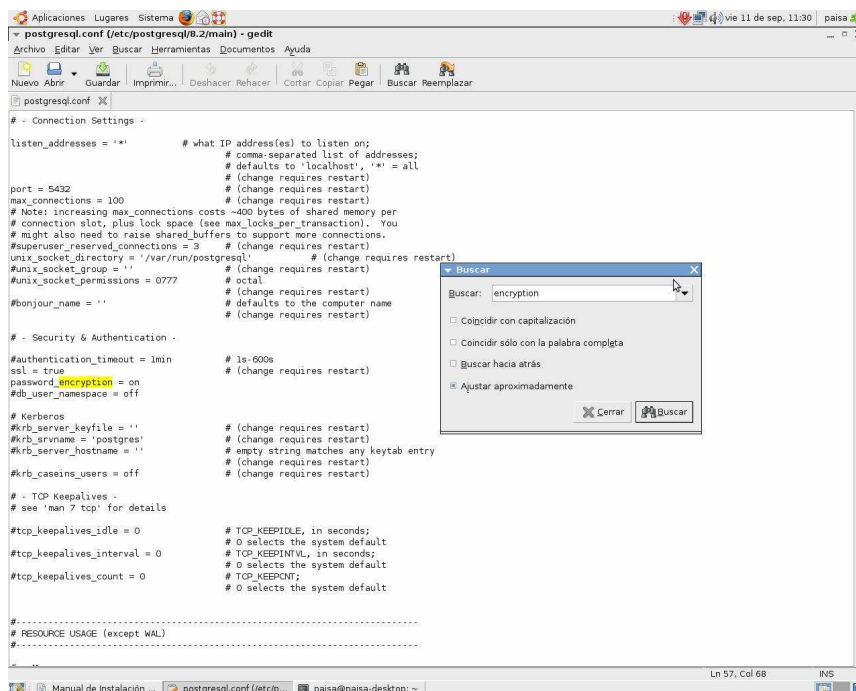 Aplicaciones Lugares Sistema vie 11 de sep, 11:30 paisa
postgresql.conf (/etc/postgresql/8.2/main) - gedit
Archivo Editar Ver Buscar Herramientas Documentos Ayuda
Nuevo Abrir Guardar Imprimir... Deshacer Rehacer Cortar Copiar Pegar Buscar Reemplazar
postgresql.conf
# - Connection Settings -
listen_addresses = '*' # what IP address(es) to listen on;
# comma-separated list of addresses;
# defaults to 'localhost', '*' = all
# (change requires restart)
port = 5432 # (change requires restart)
max_connections = 100 # (change requires restart)
# Note: increasing max_connections costs ~400 bytes of shared memory per
# connection slot, plus lock space (see max_locks_per_transaction). You
# might also need to raise shared_buffers to support more connections.
#superuser_reserved_connections = 3 # (change requires restart)
unix_socket_directory = '/var/run/postgresql' # (change requires restart)
#unix_socket_group = '' # (change requires restart)
#unix_socket_permissions = 0777 # octal
# (change requires restart)
#bonjour_name = '' # defaults to the computer name
# (change requires restart)
# - Security & Authentication -
#authentication_timeout = 1min # 1s-600s
ssl = true # (change requires restart)
password_encryption = on
#db_user_namespace = off
# Kerberos
#krb_server_keyfile = '' # (change requires restart)
#krb_srvname = 'postgres' # (change requires restart)
#krb_server_hostname = '' # empty string matches any keytab entry
# (change requires restart)
#krb_caseins_users = off # (change requires restart)
# - TCP Keepalives -
# see 'man 7 tcp' for details
#tcp_keepalives_idle = 0 # TCP_KEEPIDLE, in seconds;
# 0 selects the system default
#tcp_keepalives_interval = 0 # TCP_KEEPINTVL, in seconds;
# 0 selects the system default
#tcp_keepalives_count = 0 # TCP_KEEPCNT;
# 0 selects the system default
#---------------------------------------------------------------------------
# RESOURCE USAGE (except WAL)
#---------------------------------------------------------------------------
Buscar
Buscar: encryption
Coincidir con capitalización
Coincidir sólo con la palabra completa
Buscar hacia atrás
Ajustar aproximadamente
Cerrar Buscar
Ln 57, Col 68 INS
Manual de Instalación ... postgresql.conf (/etc/p... paisa@paisa-desktop: ~